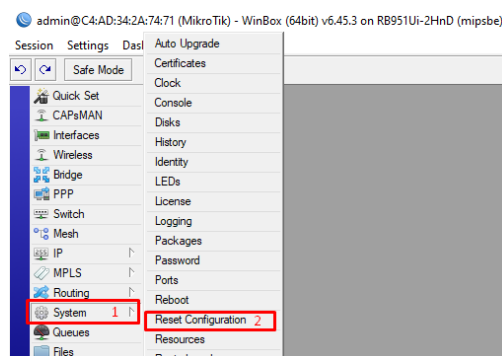 admin@C4:AD:34:2A:74:71 (MikroTik) - WinBox (64bit) v6.45.3 on RB951Ui-2HnD (mipsbe)
Session Settings Das
Safe Mode
Quick Set
CAPsMAN
Interfaces
Wireless
Bridge
PPP
Switch
Mesh
IP
MPLS
Routing
System 1
Queues
Files
Auto Upgrade
Certificates
Clock
Console
Disks
History
Identity
LEDs
License
Logging
Packages
Password
Ports
Reboot
Reset Configuration 2
Resources